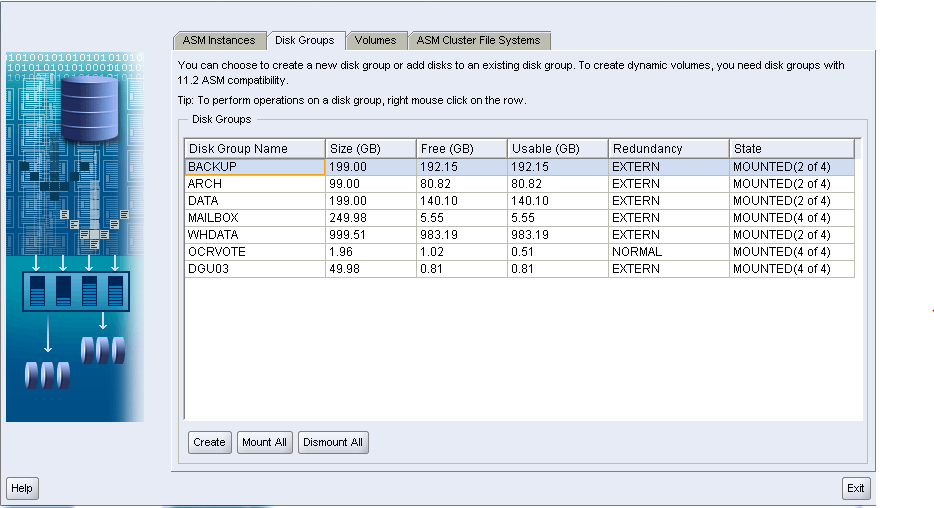 ASM Instances Disk Groups Volumes ASM Cluster File Systems
You can choose to create a new disk group or add disks to an existing disk group. To create dynamic volumes, you need disk groups with
11.2 ASM compatibility.
Tip: To perform operations on a disk group, right mouse click on the row.
Disk Groups
Disk Group Name Size (GB) Free (GB) Usable (GB) Redundancy State
BACKUP 199.00 192.15 192.15 EXTERN MOUNTED(2 of 4)
ARCH 99.00 80.82 80.82 EXTERN MOUNTED(2 of 4)
DATA 199.00 140.10 140.10 EXTERN MOUNTED(2 of 4)
MAILBOX 249.98 5.55 5.55 EXTERN MOUNTED(4 of 4)
WHDATA 999.51 983.19 983.19 EXTERN MOUNTED(2 of 4)
OCRVOTE 1.96 1.02 0.51 NORMAL MOUNTED(4 of 4)
DGU03 49.98 0.81 0.81 EXTERN MOUNTED(4 of 4)
Create Mount All Dismount All
Help Exit